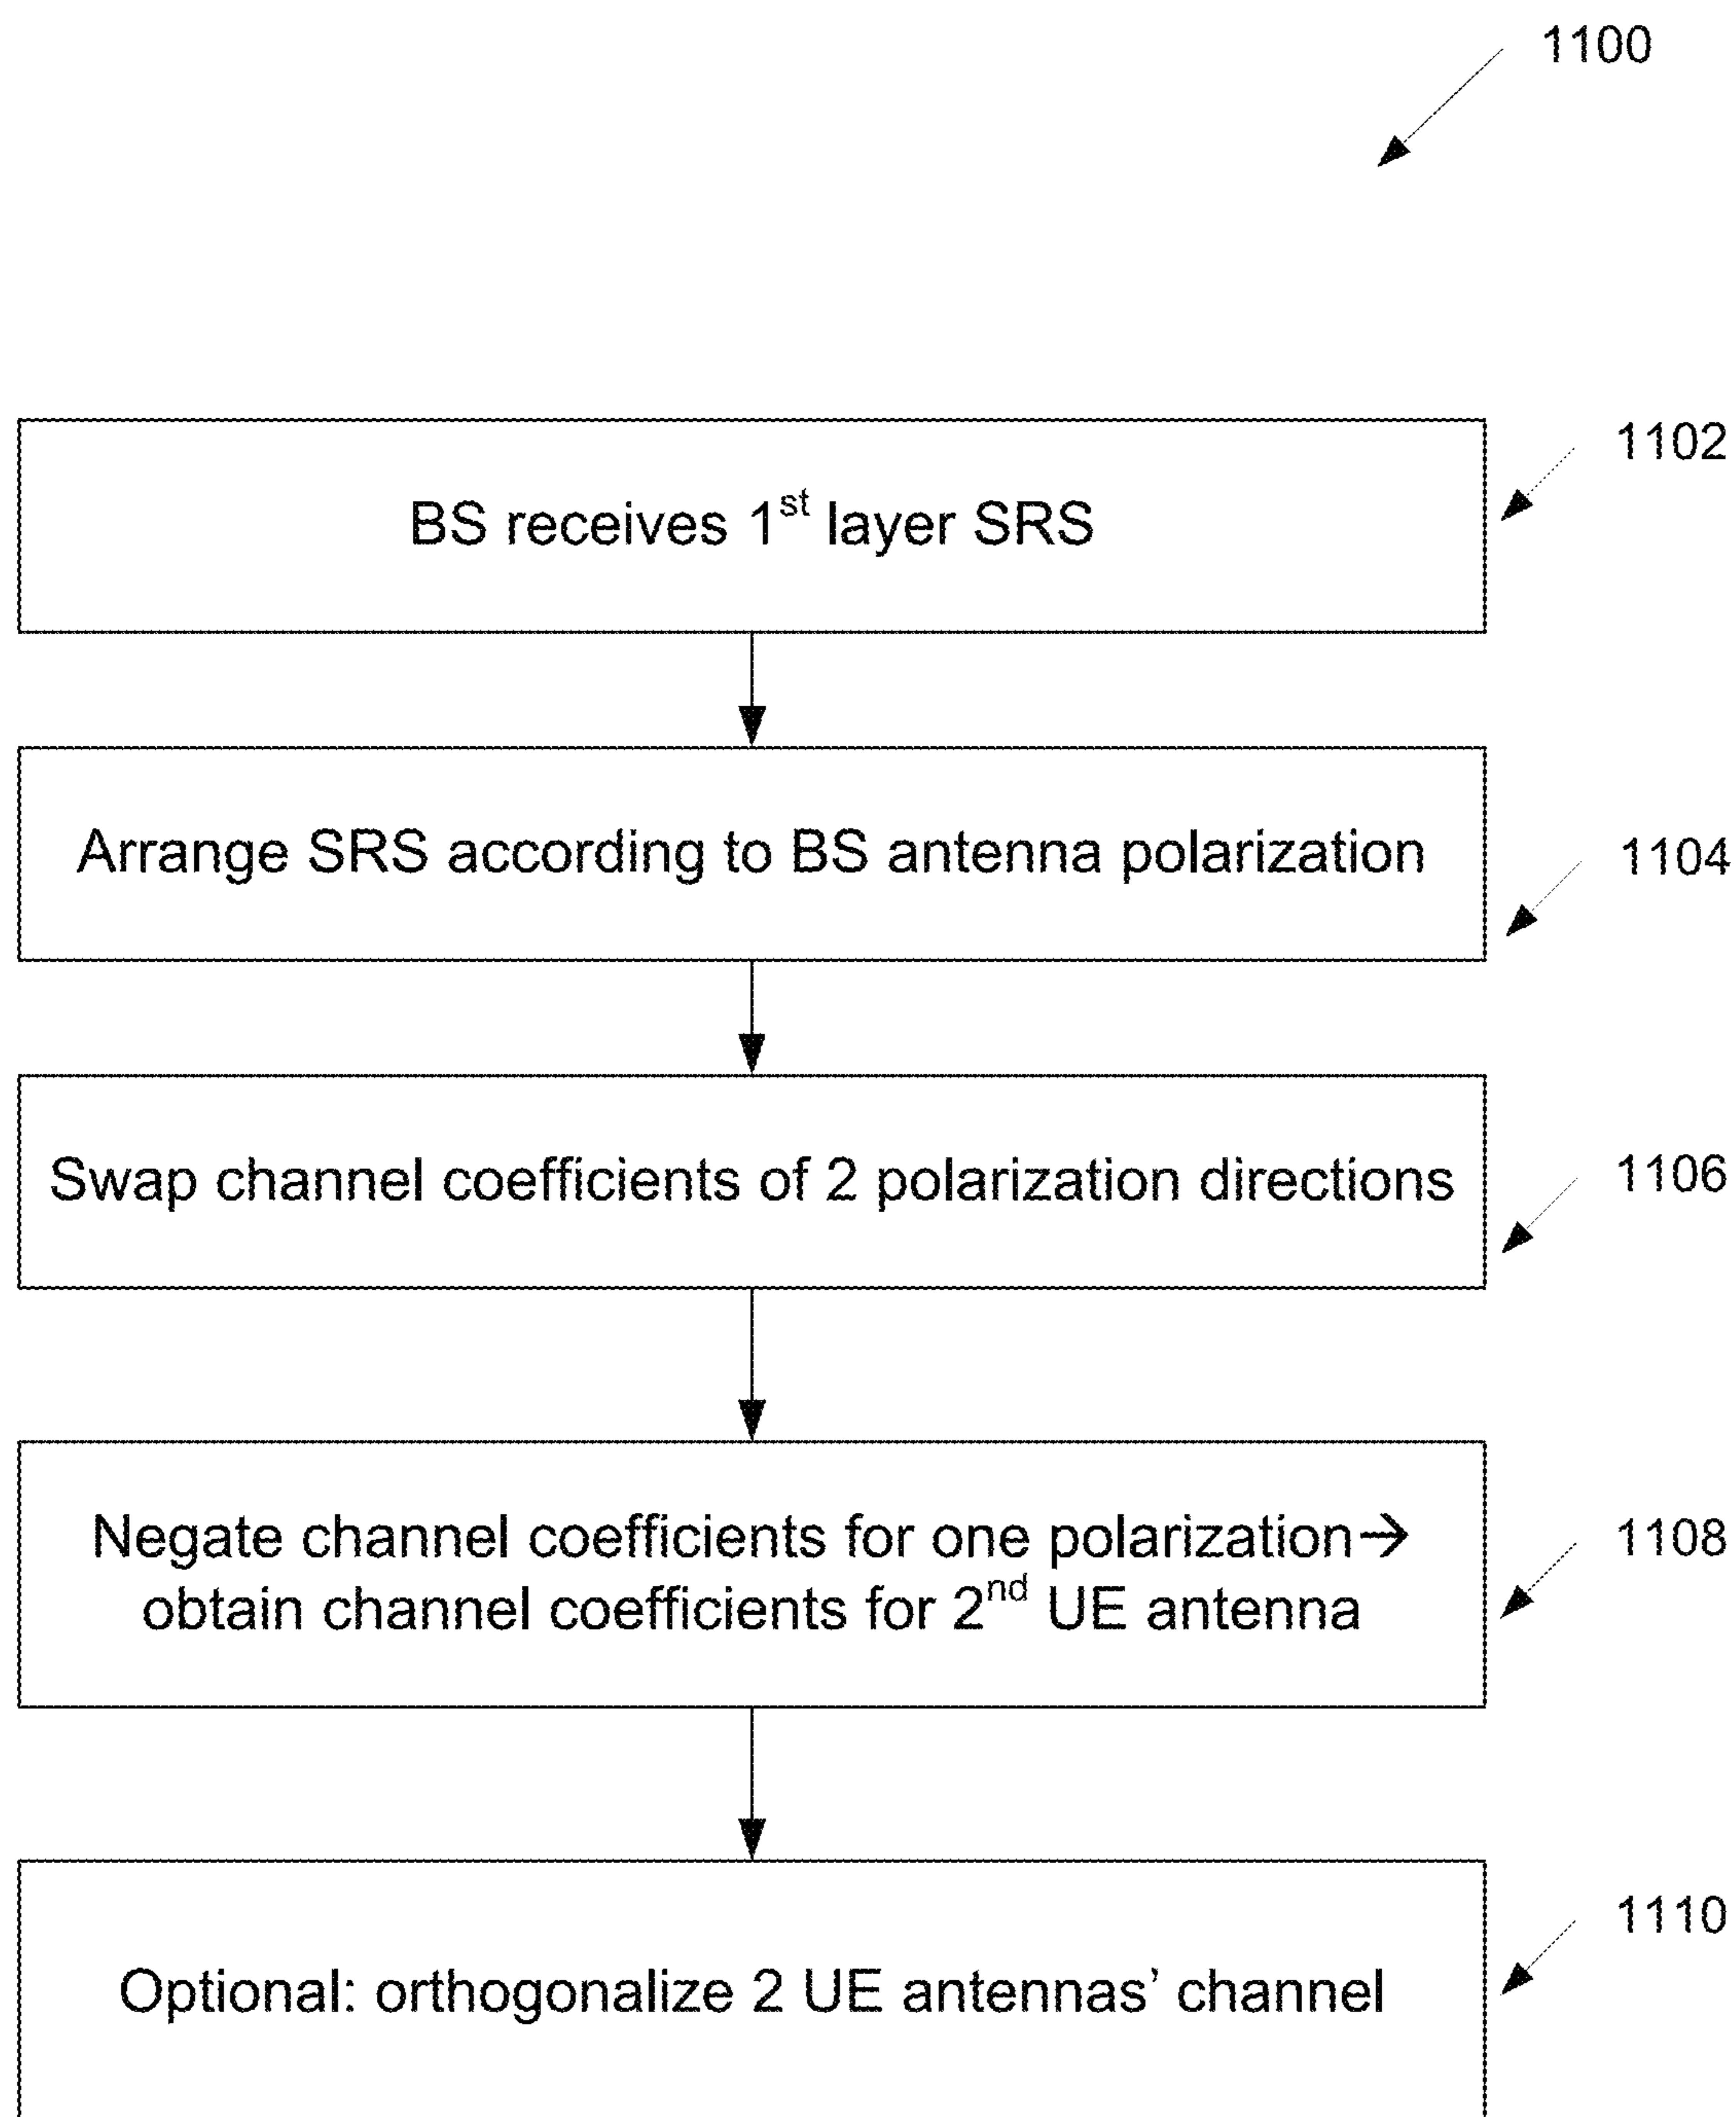 1100
BS receives 1st layer SRS
1102
Arrange SRS according to BS antenna polarization
1104
Swap channel coefficients of 2 polarization directions
1106
Negate channel coefficients for one polarization→
obtain channel coefficients for 2nd UE antenna
1108
Optional: orthogonalize 2 UE antennas’ channel
1110